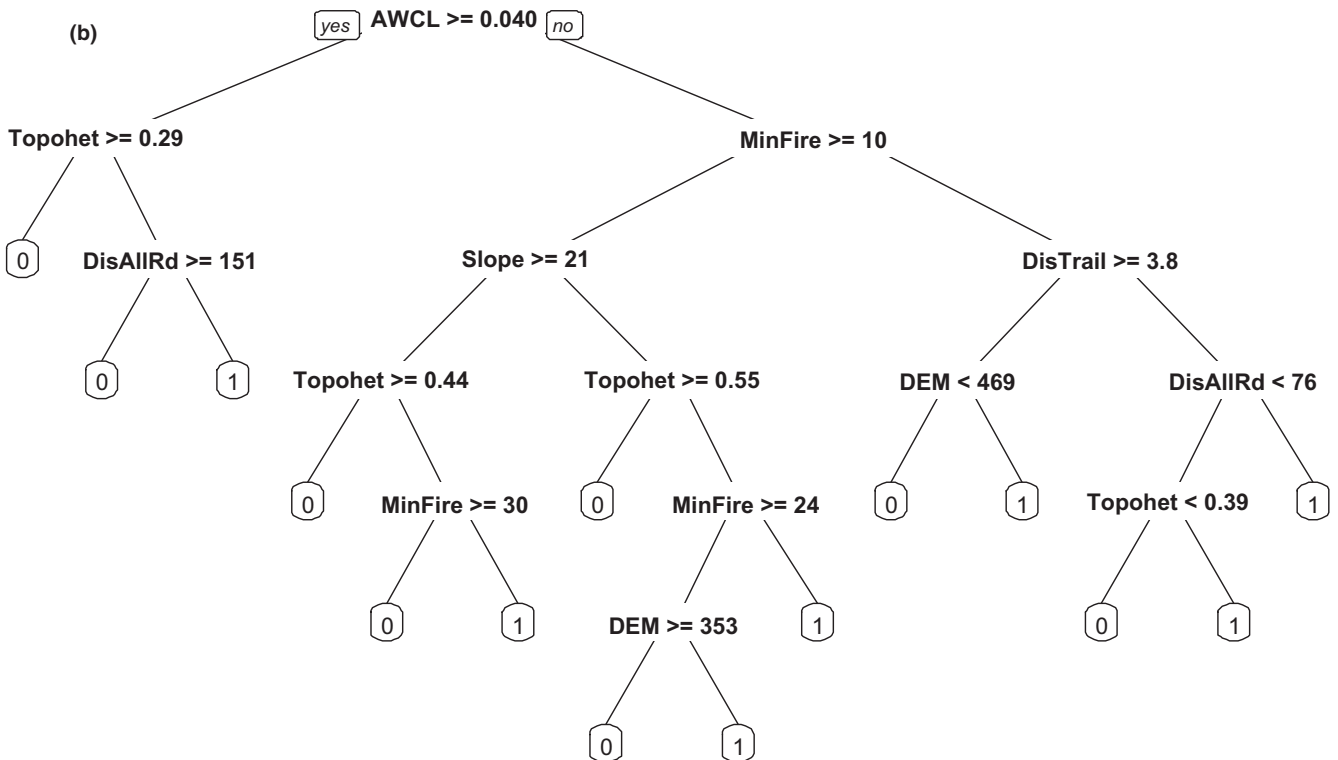 (b)
yes AWCL >= 0.040 no
Topohet >= 0.29 MinFire >= 10
0 DisAllRd >= 151 Slope >= 21 DisTrail >= 3.8
0 1 Topohet >= 0.44 Topohet >= 0.55 DEM < 469 DisAllRd < 76
0 MinFire >= 30 0 MinFire >= 24 0 1 Topohet < 0.39 1
0 1 DEM >= 353 1 0 1
0 1